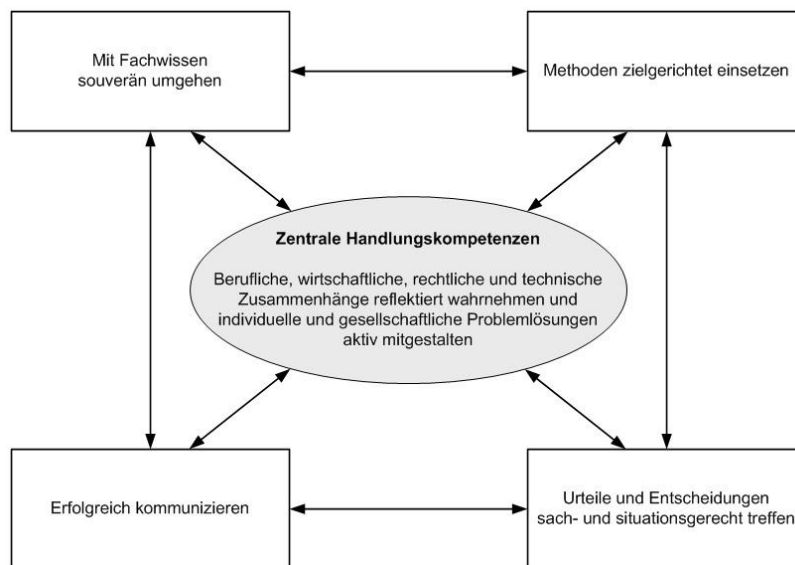 Mit Fachwissen
souverän umgehen
Methoden zielgerichtet einsetzen
Zentrale Handlungskompetenzen
Berufliche, wirtschaftliche, rechtliche und technische
Zusammenhänge reflektiert wahrnehmen und
individuelle und gesellschaftliche Problemlösungen
aktiv mitgestalten
Erfolgreich kommunizieren
Urteile und Entscheidungen
sach- und situationsgerecht treffen